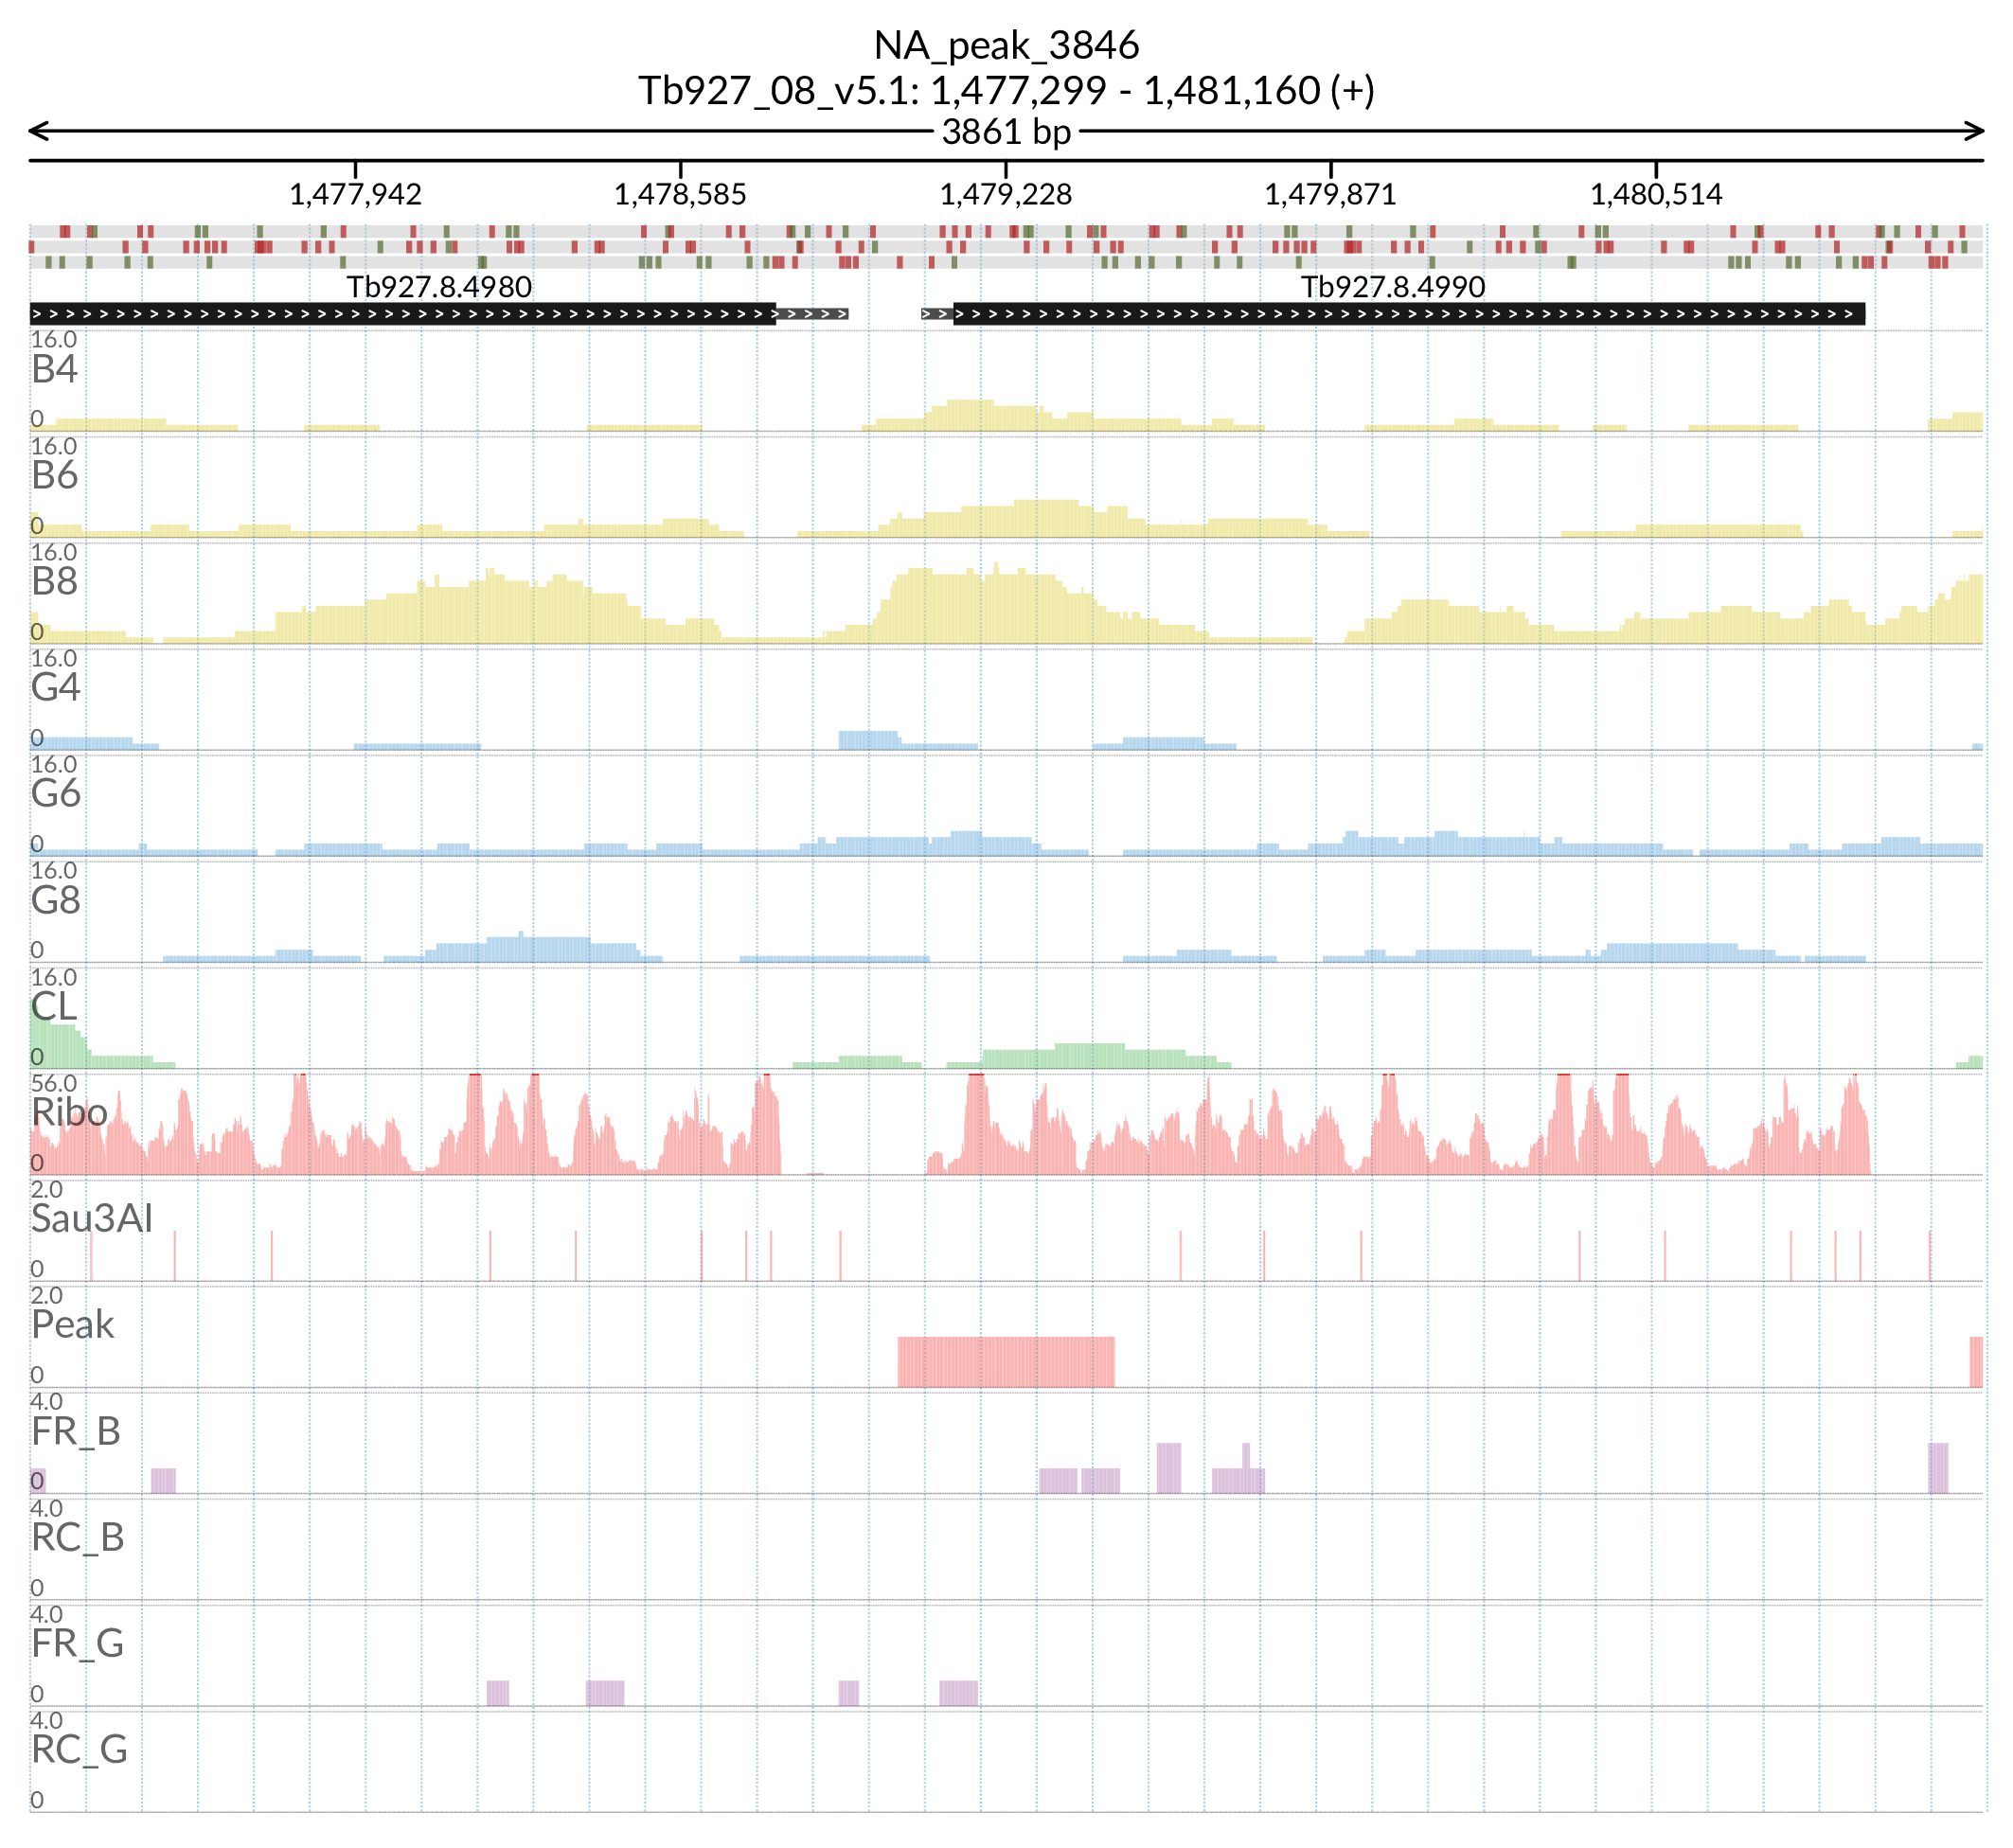 NA_peak_3846
Tb927_08_v5.1: 1,477,299 - 1,481,160 (+)
3861 bp
1,477,942 1,478,585 1,479,228 1,479,871 1,480,514
Tb927.8.4980 Tb927.8.4990
16.0
B4
0
16.0
B6
0
16.0
B8
0
16.0
G4
0
16.0
G6
0
16.0
G8
0
16.0
CL
0
56.0
Ribo
0
2.0
Sau3AI
0
2.0
Peak
0
4.0
FR_B
0
4.0
RC_B
0
4.0
FR_G
0
4.0
RC_G
0